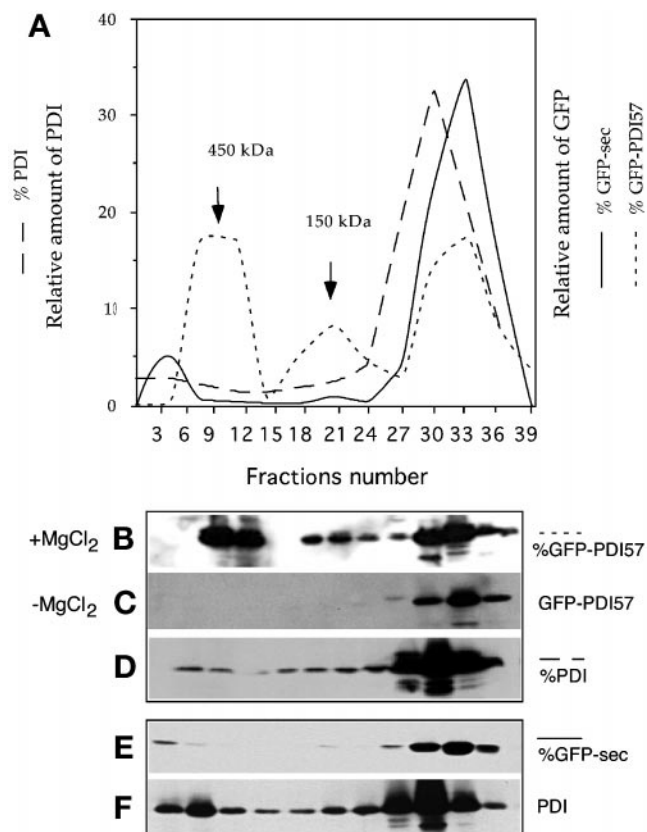 A
40
30
20
10
0
% PDI
Relative amount of PDI
450 kDa
150 kDa
Relative amount of GFP
% GFP-sec
% GFP-PDI57
3 6 9 12 15 18 21 24 27 30 33 36 39
Fractions number
+MgCl2 B %GFP-PDI57
-MgCl2 C GFP-PDI57
D %PDI
E %GFP-sec
F PDI